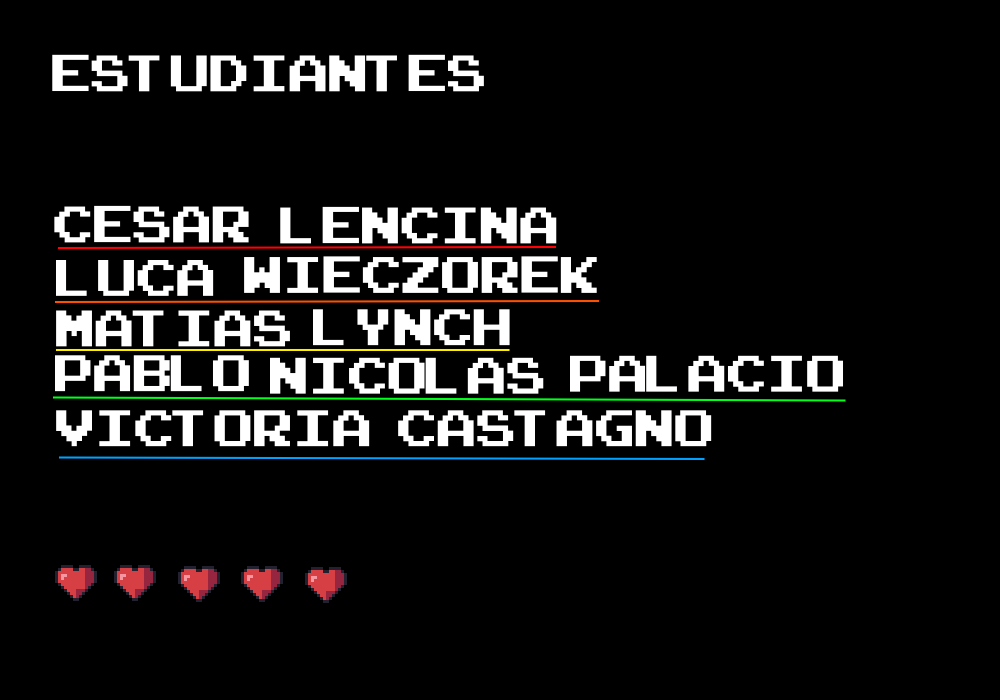 ESTUDIANTES
CESAR LENCINA
LUCA WIECZOREK
MATIAS LYNCH
PABLO NICOLAS PALACIO
VICTORIA CASTAGNO